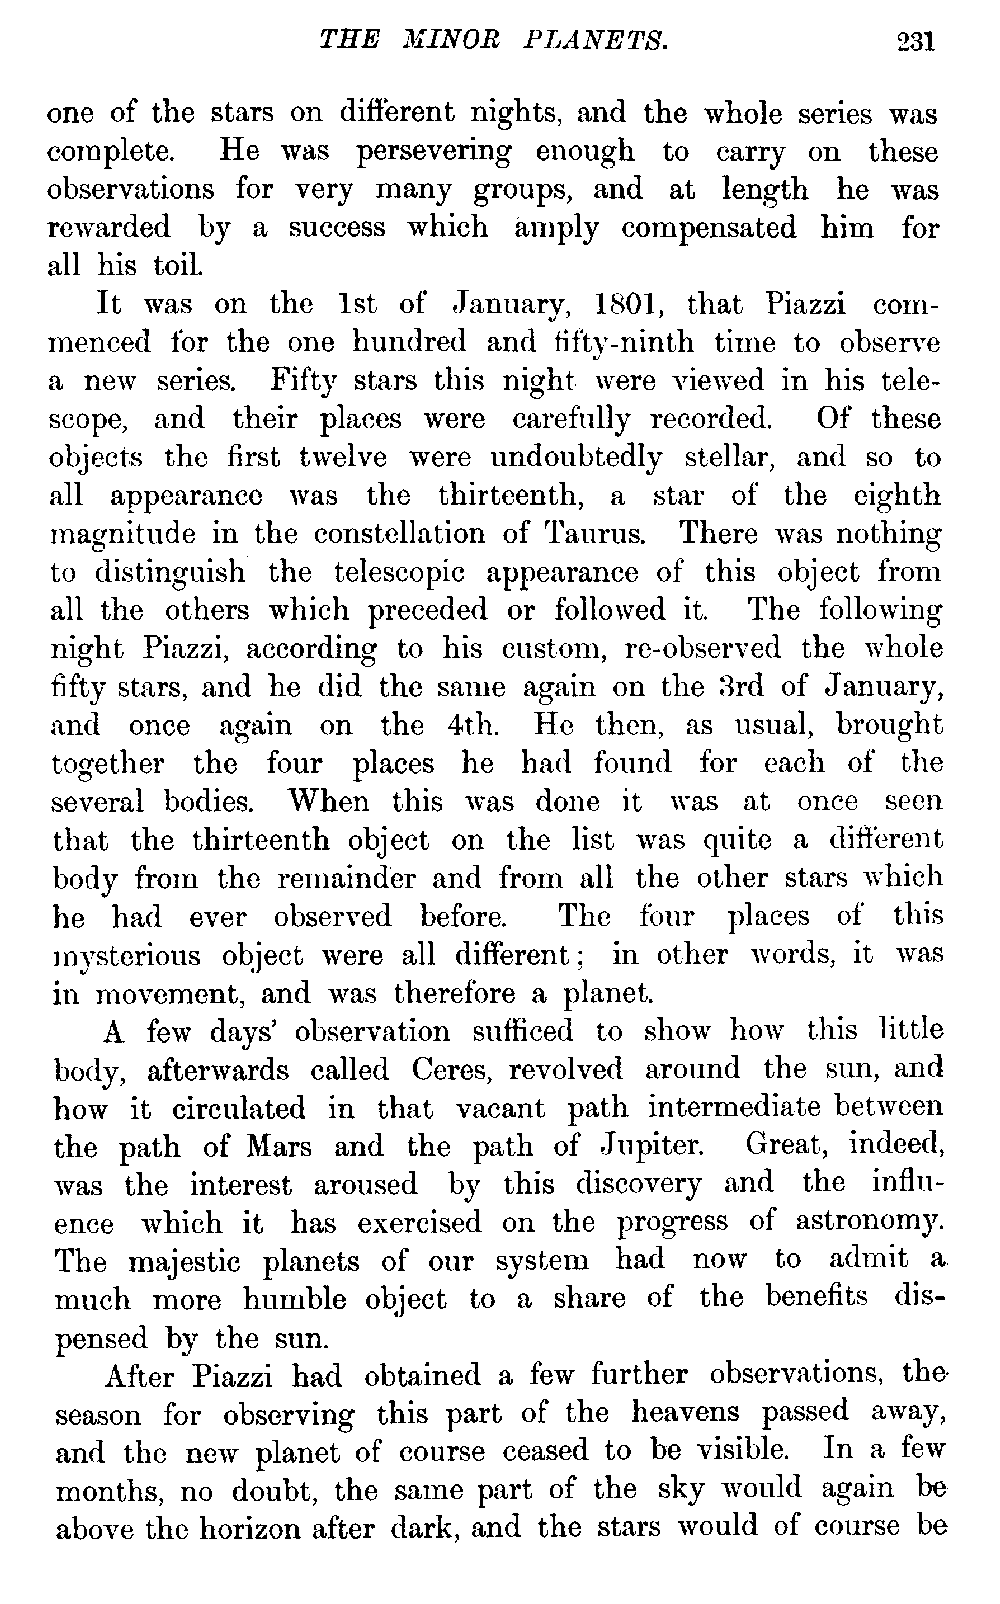 THE MINOR PLANETS. 231
one of the stars on different nights, and the whole series was
complete. He was persevering enough to carry on these
observations for very many groups, and at length he was
rewarded by a success which amply compensated him for
all his toil.
It was on the 1st of January, 1801, that Piazzi com-
menced for the one hundred and fifty-ninth time to observe
a new series. Fifty stars this night were viewed in his tele-
scope, and their places were carefully recorded. Of these
objects the first twelve were undoubtedly stellar, and so to
all appearance was the thirteenth, a star of the eighth
magnitude in the constellation of Taurus. There was nothing
to distinguish the telescopic appearance of this object from
all the others which preceded or followed it. The following
night Piazzi, according to his custom, re-observed the whole
fifty stars, and he did the same again on the 3rd of January,
and once again on the 4th. He then, as usual, brought
together the four places he had found for each of the
several bodies. When this was done it was at once seen
that the thirteenth object on the list was quite a different
body from the remainder and from all the other stars which
he had ever observed before. The four places of this
mysterious object were all different; in other words, it was
in movement, and was therefore a planet.
A few days' observation sufficed to show how this little
body, afterwards called Ceres, revolved around the sun, and
how it circulated in that vacant path intermediate between
the path of Mars and the path of Jupiter. Great, indeed,
was the interest aroused by this discovery and the influ-
ence which it has exercised on the progress of astronomy.
The majestic planets of our system had now to admit a
much more humble object to a share of the benefits dis-
pensed by the sun.
After Piazzi had obtained a few further observations, the
season for observing this part of the heavens passed away,
and the new planet of course ceased to be visible. In a few
months, no doubt, the same part of the sky would again be
above the horizon after dark, and the stars would of course be